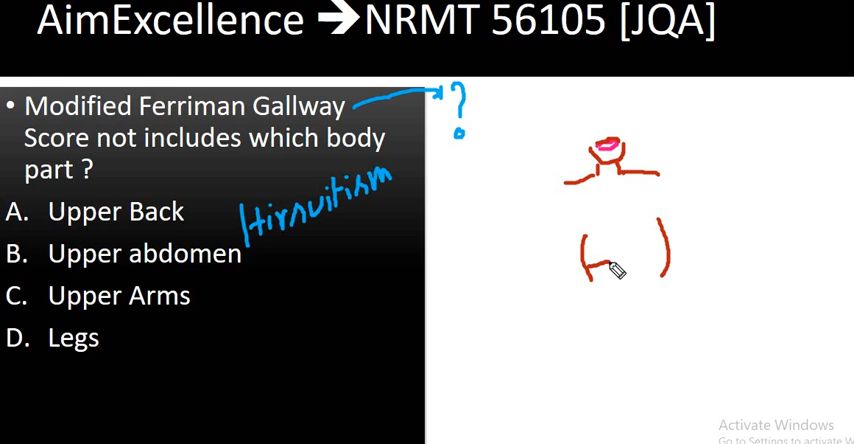 AimExcellence ➔NRMT 56105 [JQA]
• Modified Ferriman Gallway
Score not includes which body
part ?
?
Hirsuitism
A. Upper Back
B. Upper abdomen
C. Upper Arms
D. Legs
Activate Windows
Go to Settings to activate W